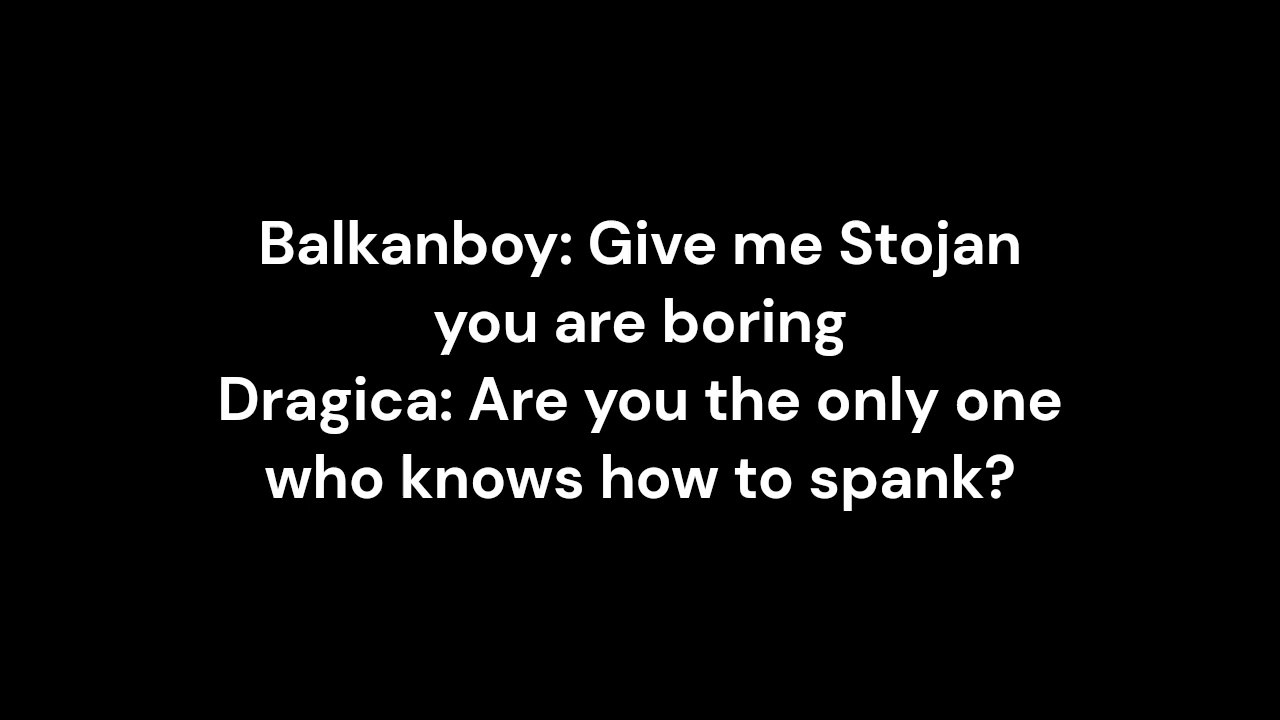 Balkanboy: Give me Stojan
you are boring
Dragica: Are you the only one
who knows how to spank?